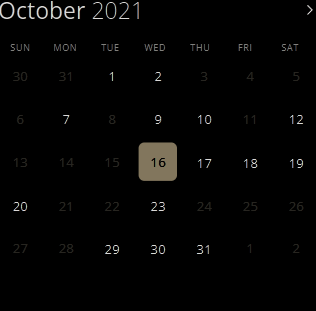 October 2021
SUN MON TUE WED THU FRI SAT
30 31 1 2 3 4 5
6 7 8 9 10 11 12
13 14 15 16 17 18 19
20 21 22 23 24 25 26
27 28 29 30 31 1 2